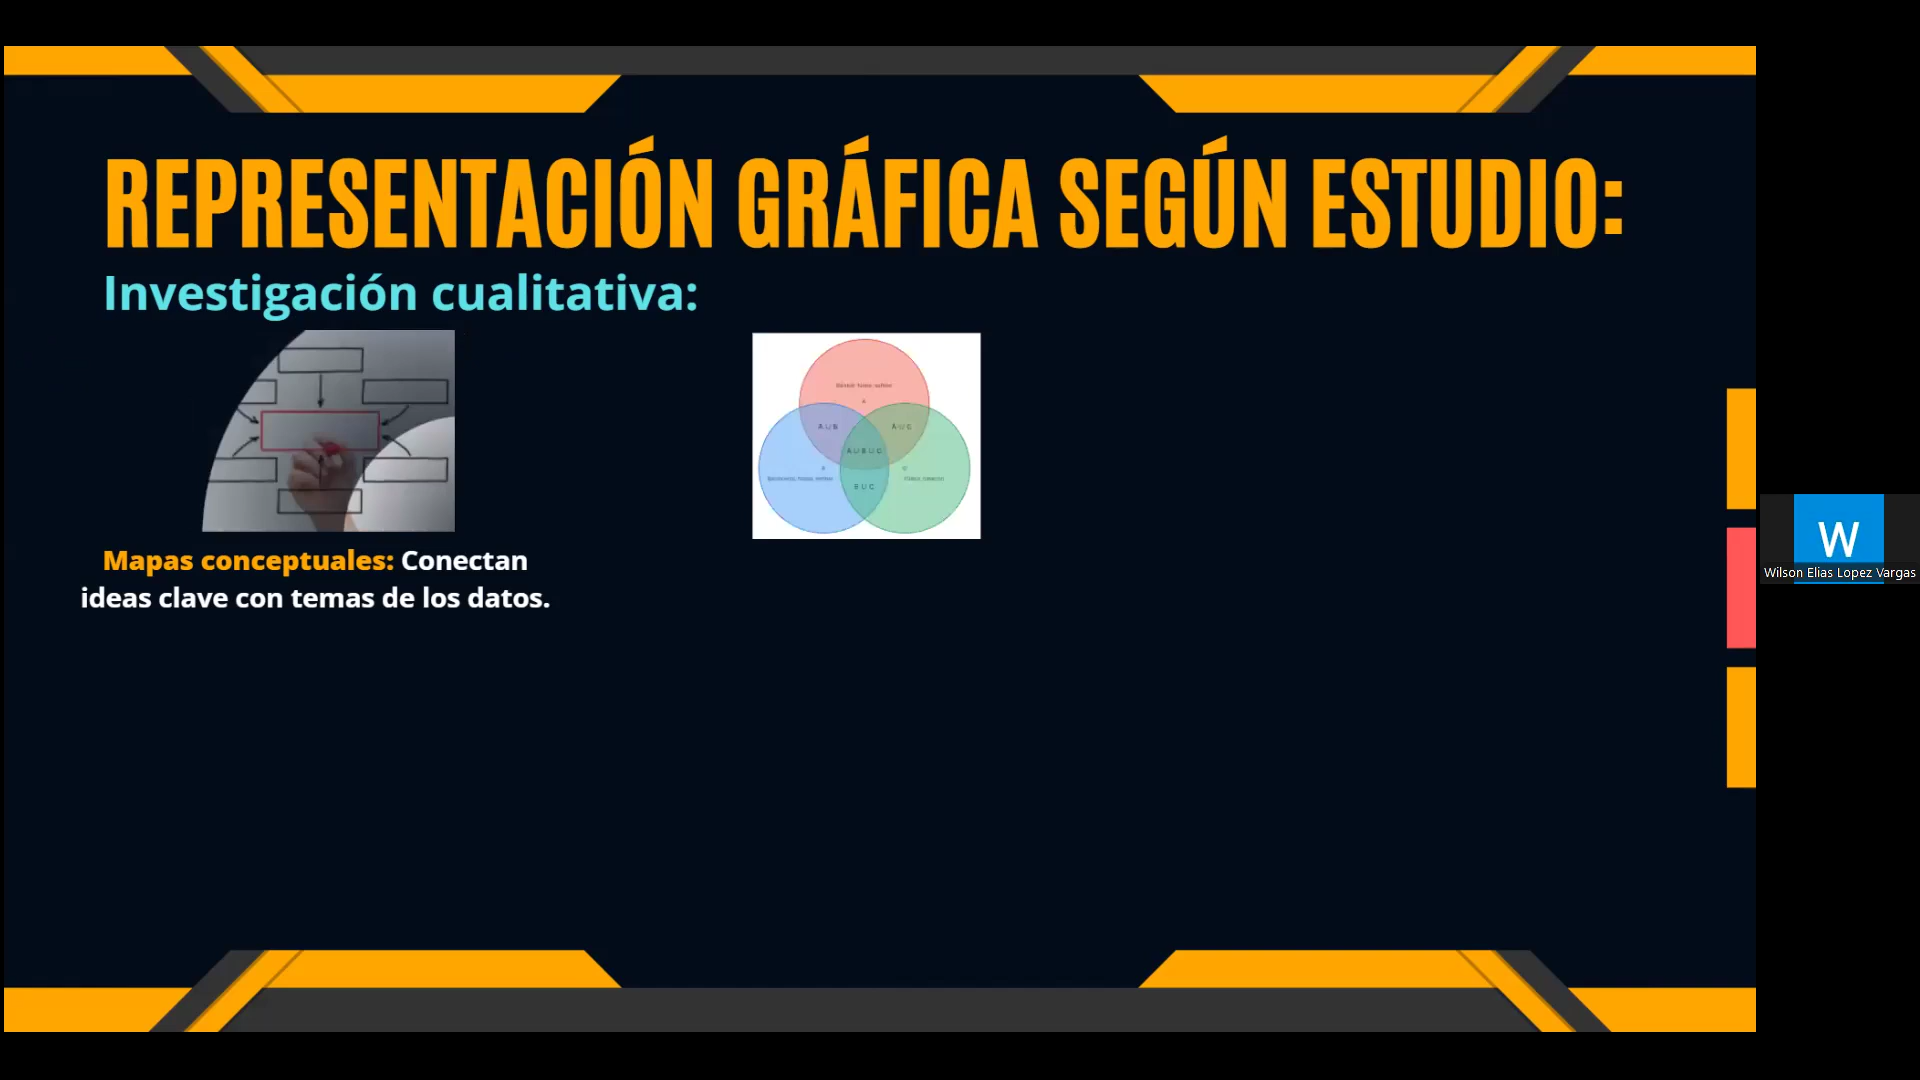 REPRESENTACIÓN GRÁFICA SEGÚN ESTUDIO:
Investigación cualitativa:
A U B
A U C
A U B U C
B U C
Mapas conceptuales: Conectan
ideas clave con temas de los datos.
W
Wilson Elias Lopez Vargas